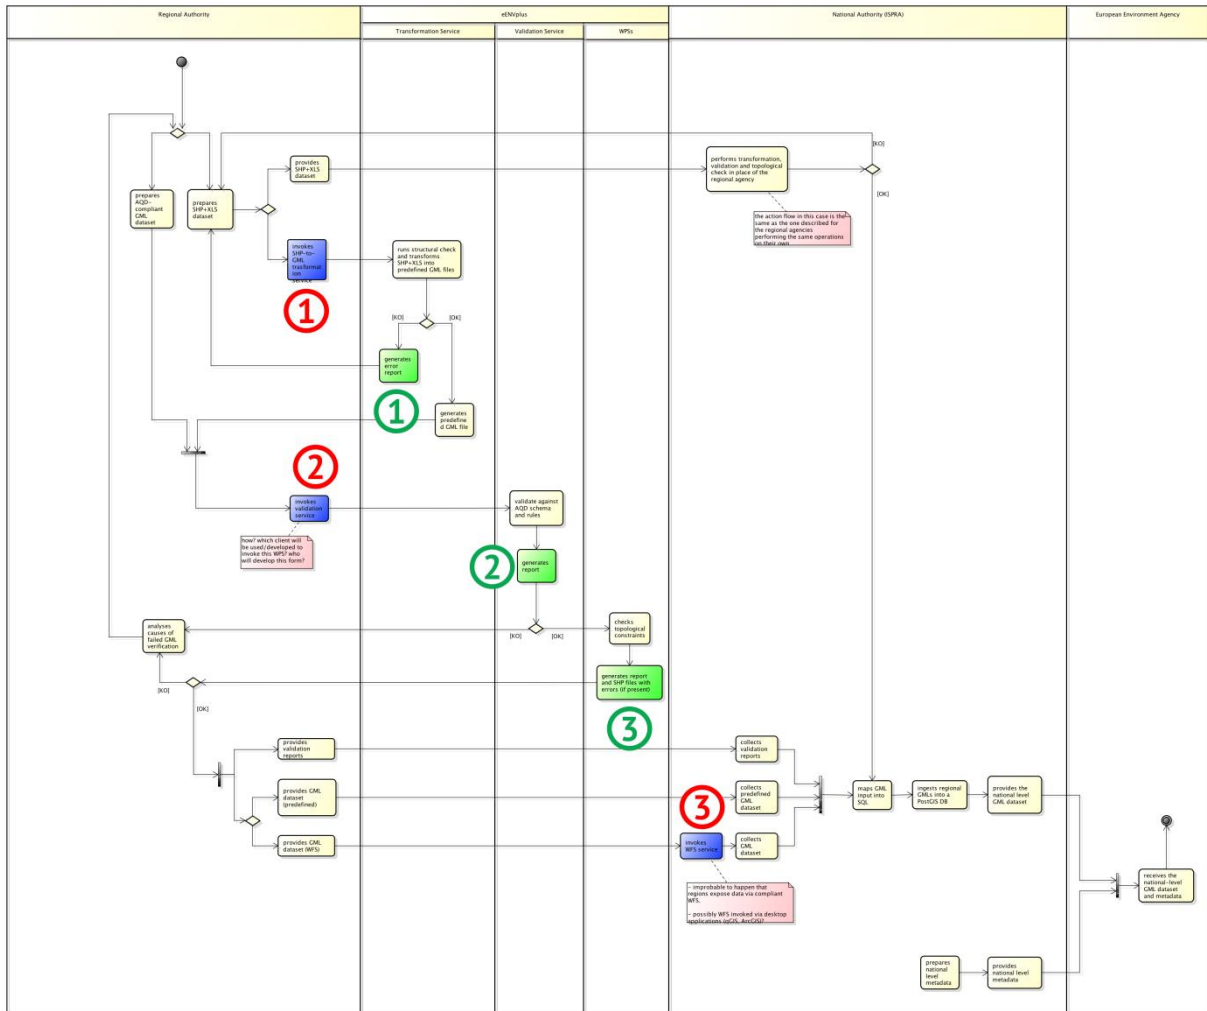 Regional Authority
eENVplus
National Authority (ISPRA)
European Environment Agency
Transformation Service
Validation Service
WPSs
[KO]
[OK]
provides
SHP+XLS
dataset
performs transformation,
validation and topological
check in place of the
regional agency
prepares
AQD-
compliant
GML
dataset
prepares
SHP+XLS
dataset
the action flow in this case is the
same as the one described for
the regional agencies
performing the same operations
on their own
invokes
SHP-to-
GML
trasformat
ion
service
runs structural check
and transforms
SHP+XLS into
predefined GML files
1
[KO]
[OK]
generates
error
report
1
generates
predefine
d GML file
2
invokes
validation
service
validate against
AQD schema
and rules
how? which client will
be used/developed to
invoke this WPS? who
will develop this form?
2
generates
report
analyses
causes of
failed GML
verification
[KO]
[OK]
checks
topological
constraints
[KO]
[OK]
generates report
and SHP files with
errors (if present)
3
provides
validation
reports
collects
validation
reports
provides GML
dataset
(predefined)
3
collects
predefined
GML
dataset
maps GML
input into
SQL
ingests regional
GMLs into a
PostGIS DB
provides the
national level
GML dataset
provides GML
dataset (WFS)
invokes
WFS service
collects
GML
dataset
- improbable to happen that
regions expose data via compliant
WFS.
- possibly WFS invoked via desktop
applications (qGIS, ArcGIS)?
receives the
national-level
GML dataset
and metadata
prepares
national
level
metadata
provides
national level
metadata